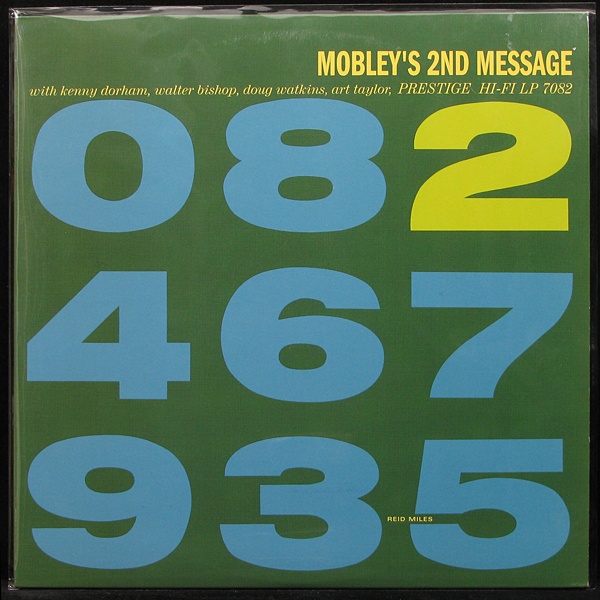 MOBLEY'S 2ND MESSAGE
with kenny dorham, walter bishop, doug watkins, art taylor, PRESTIGE HI-FI LP 7082
082
467
935
REID MILES